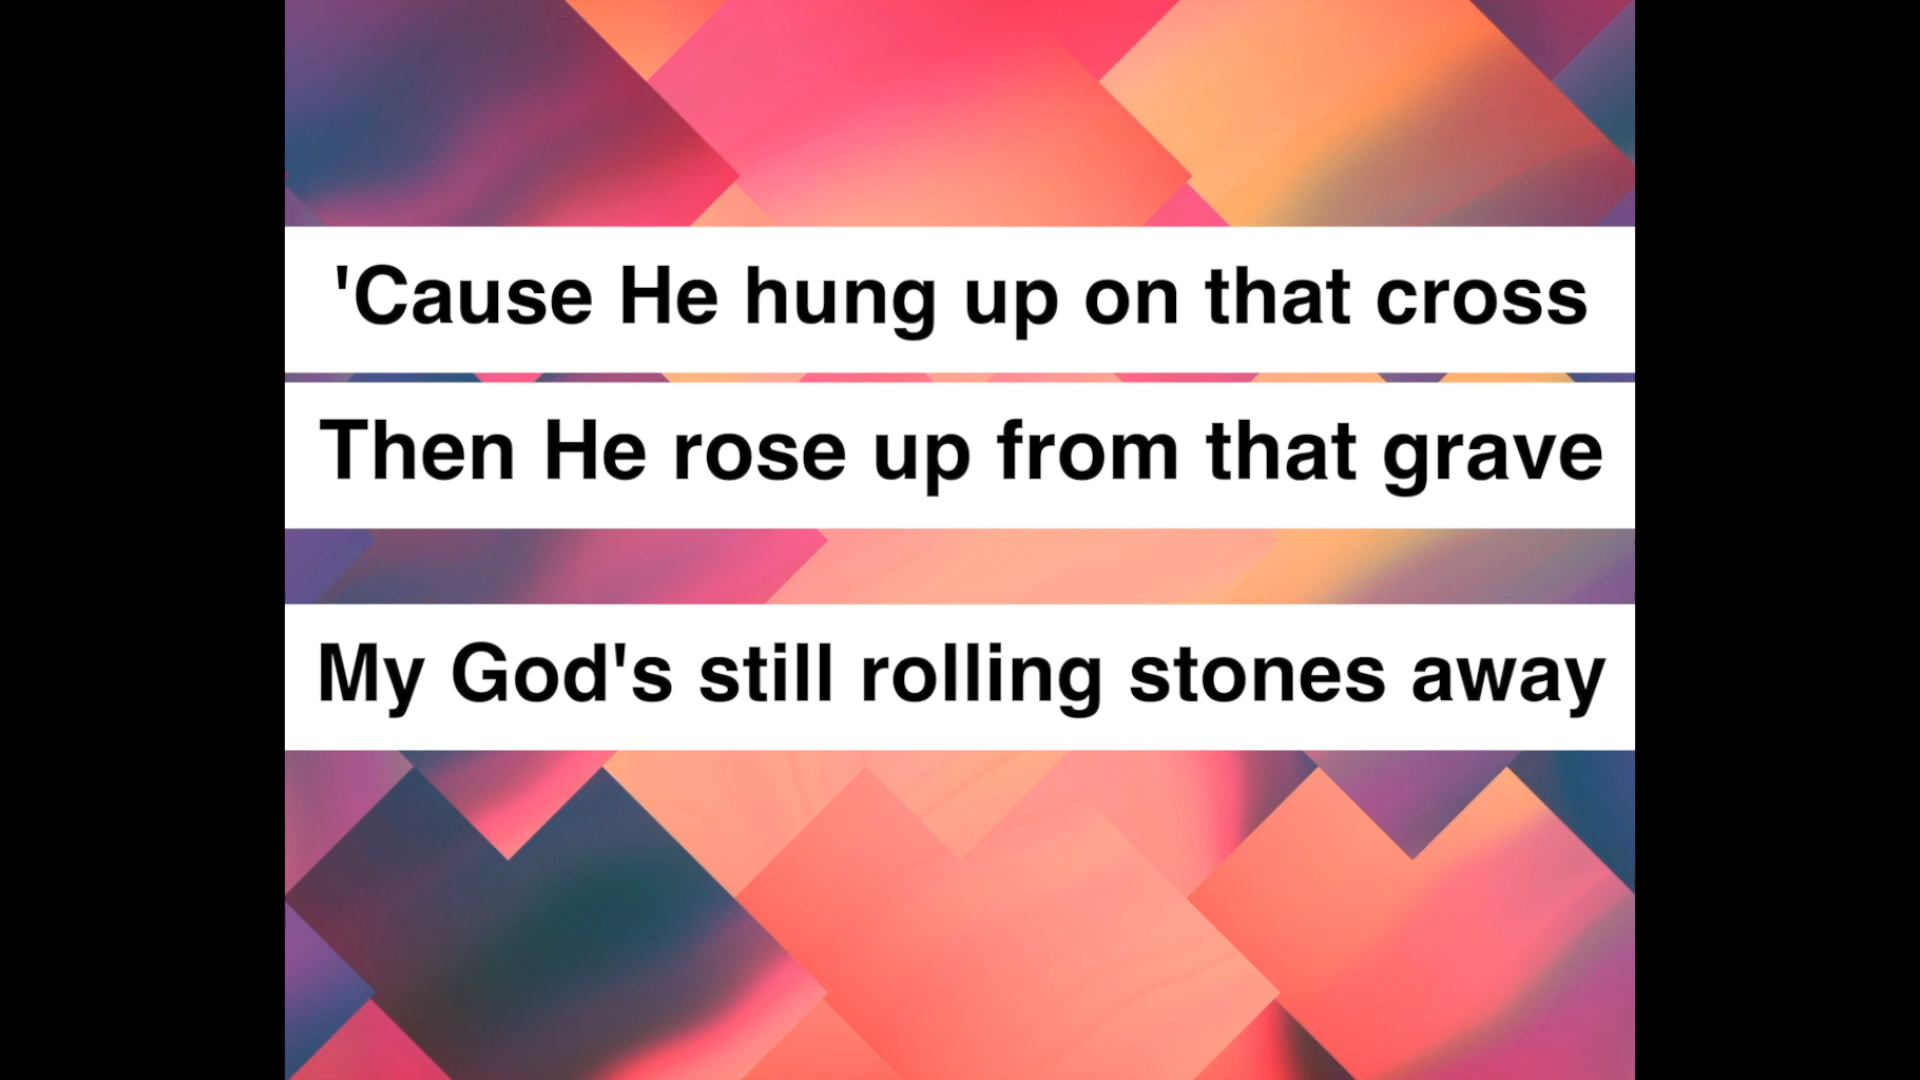 'Cause He hung up on that cross
Then He rose up from that grave
My God's still rolling stones away